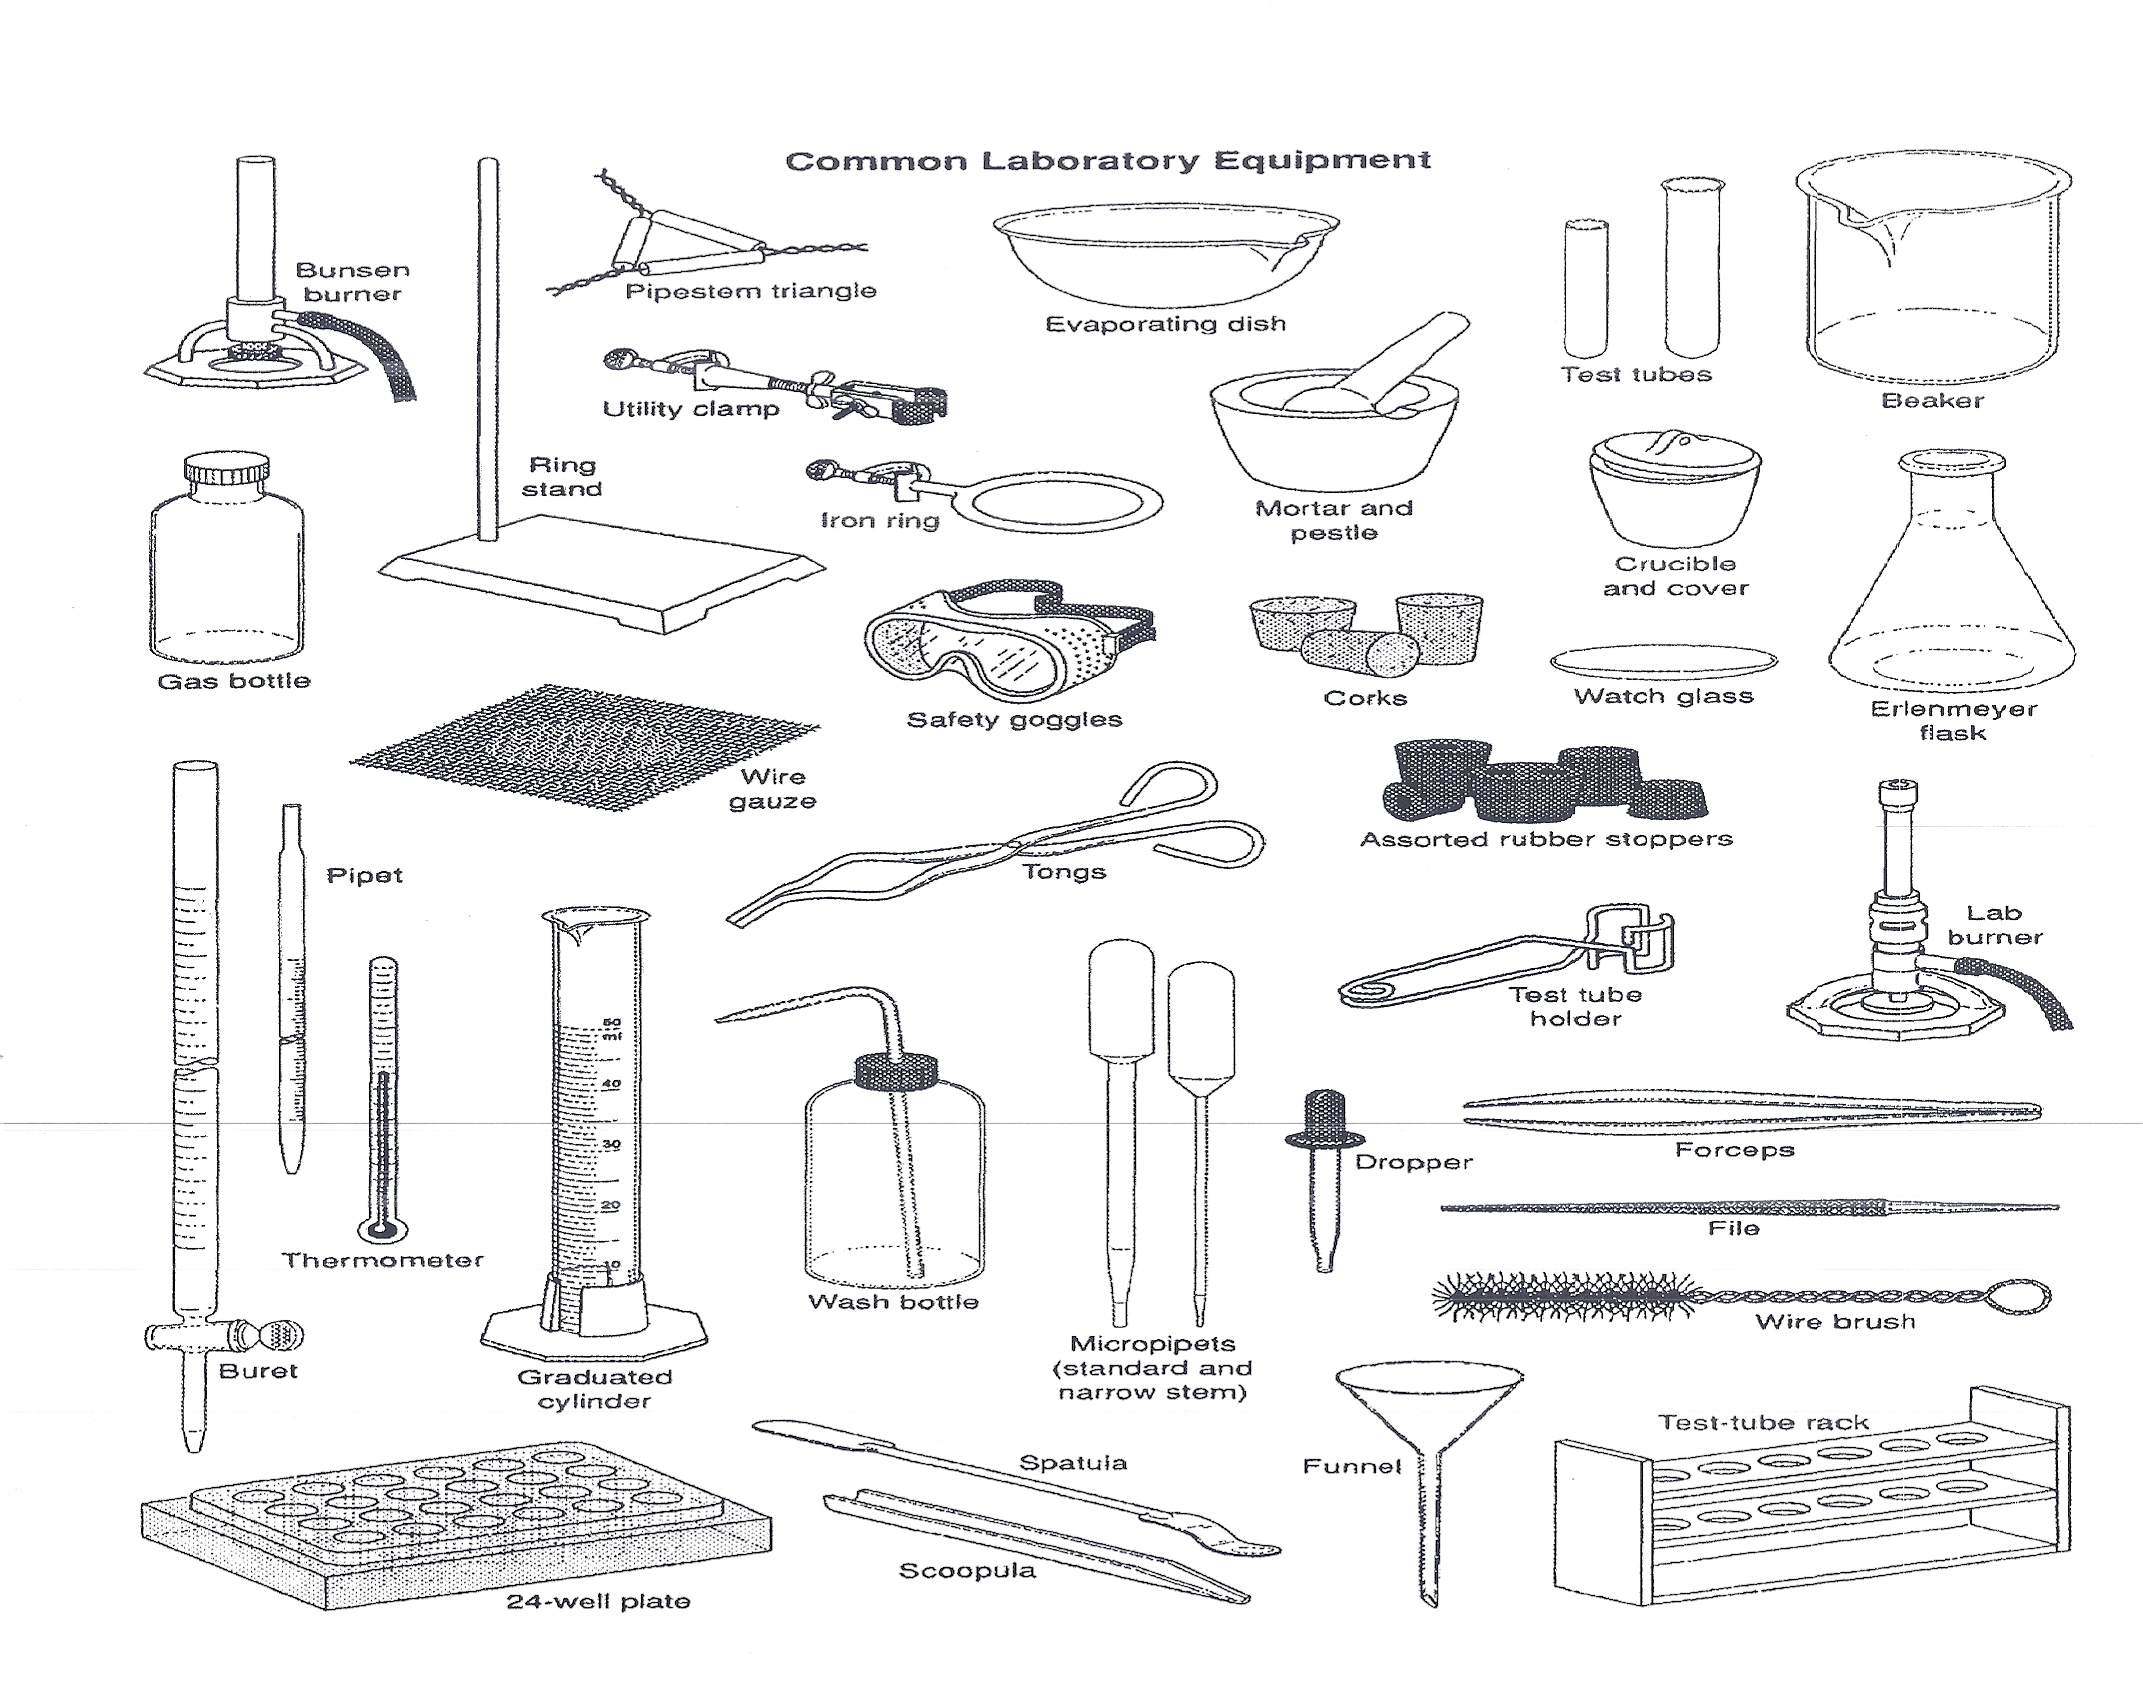 Common Laboratory Equipment
Bunsen
burner
Pipestem triangle
Evaporating dish
Test tubes
Beaker
Utility clamp
Ring
stand
Iron ring
Mortar and
pestle
Crucible
and cover
Gas bottle
Safety goggles
Corks
Watch glass
Erlenmeyer
flask
Wire
gauze
Assorted rubber stoppers
Pipet
Tongs
Lab
burner
Test tube
holder
50
ml
40
30
20
10
Forceps
Dropper
File
Thermometer
Wash bottle
Wire brush
Micropipets
(standard and
narrow stem)
Buret
Graduated
cylinder
Test-tube rack
Spatula
Funnel
Scoopula
24-well plate